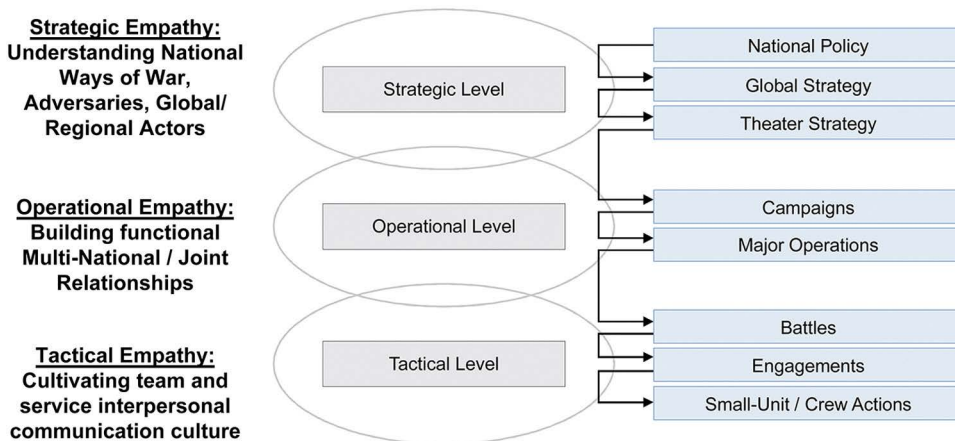 Strategic Empathy:
Understanding National
Ways of War,
Adversaries, Global/
Regional Actors
Operational Empathy:
Building functional
Multi-National / Joint
Relationships
Tactical Empathy:
Cultivating team and
service interpersonal
communication culture
Strategic Level
Operational Level
Tactical Level
National Policy
Global Strategy
Theater Strategy
Campaigns
Major Operations
Battles
Engagements
Small-Unit / Crew Actions